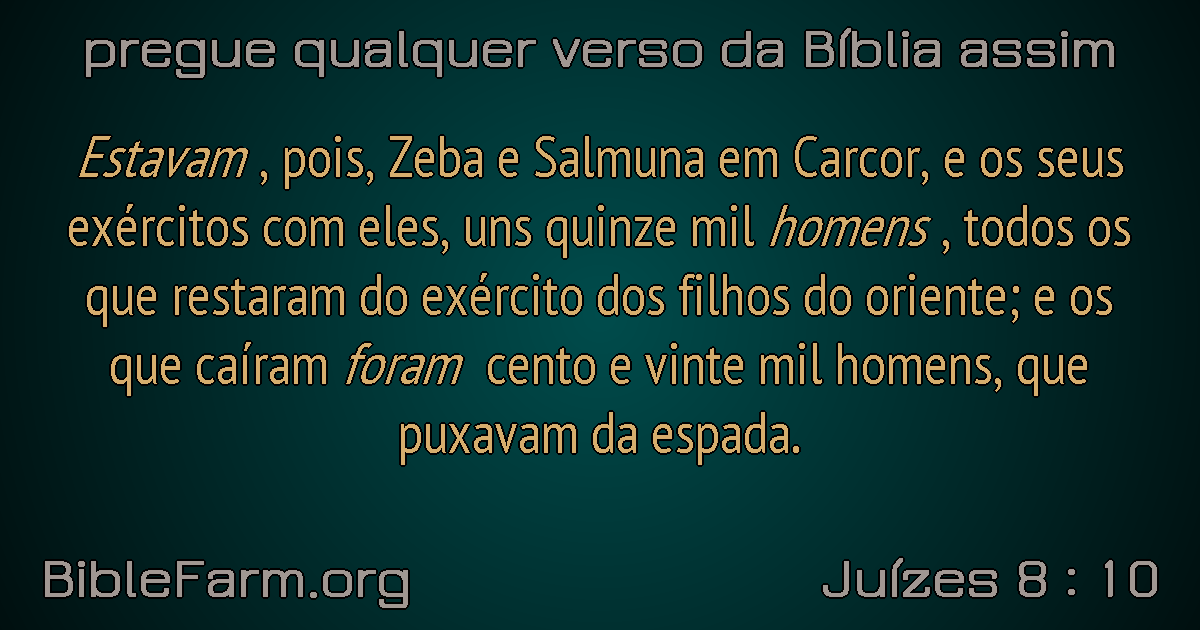 pregue qualquer verso da Bíblia assim
Estavam , pois, Zeba e Salmuna em Carcor, e os seus
exércitos com eles, uns quinze mil homens , todos os
que restaram do exército dos filhos do oriente; e os
que caíram foram  cento e vinte mil homens, que
puxavam da espada.
BibleFarm.org
Juízes 8 : 10